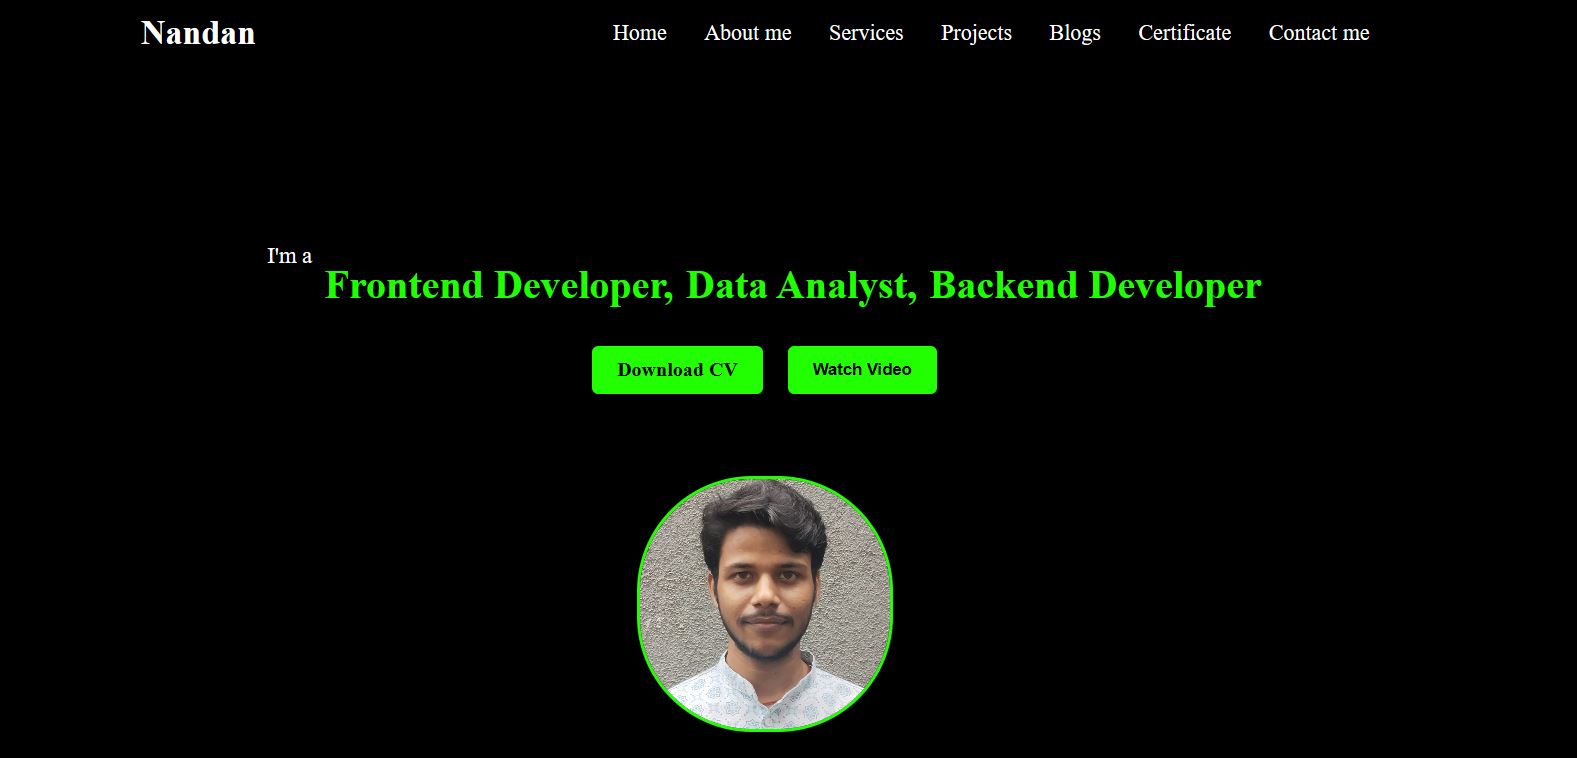 Nandan Home About me Services Projects Blogs Certificate Contact me
I'm a
Frontend Developer, Data Analyst, Backend Developer
Download CV Watch Video